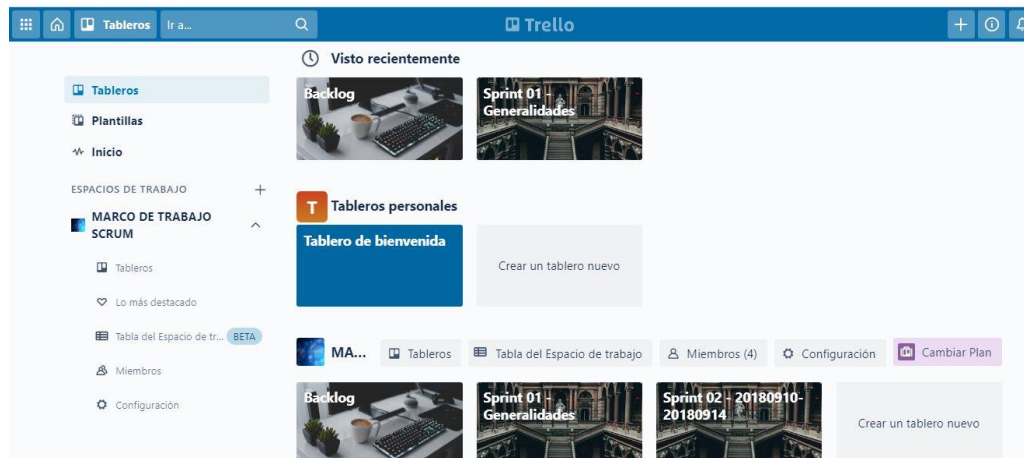 Tableros
Ir a...
Trello
Visto recientemente
Tableros
Plantillas
Inicio
ESPACIOS DE TRABAJO
MARCO DE TRABAJO
SCRUM
Tableros
Lo más destacado
Tabla del Espacio de tr... BETA
Miembros
Configuración
Backlog
Sprint 01 -
Generalidades
T Tableros personales
Tablero de bienvenida
Crear un tablero nuevo
MA... Tableros Tabla del Espacio de trabajo Miembros (4) Configuración Cambiar Plan
Backlog
Sprint 01 -
Generalidades
Sprint 02 - 20180910-
20180914
Crear un tablero nuevo